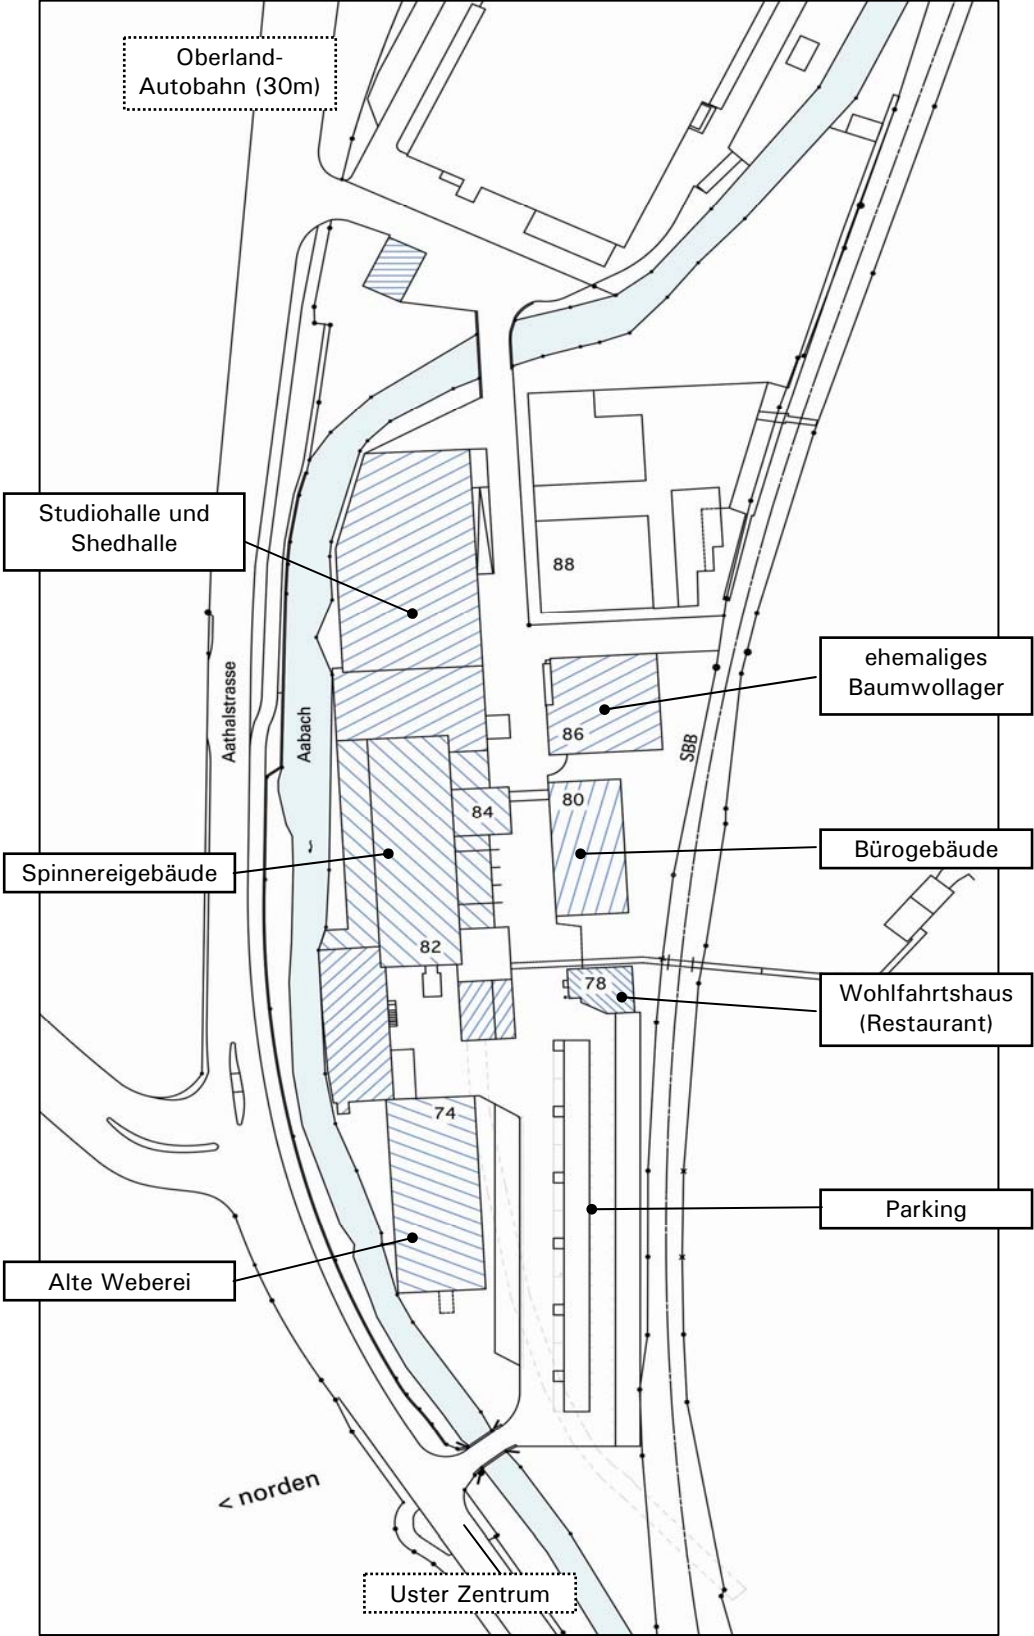 Oberland-
Autobahn (30m)
Studiohalle und
Shedhalle
88
ehemaliges
Baumwollager
86
Aathalstrasse
Aabach
SBB
80
84
Bürogebäude
Spinnereigebäude
82
78
Wohlfahrtshaus
(Restaurant)
74
Parking
Alte Weberei
< norden
Uster Zentrum